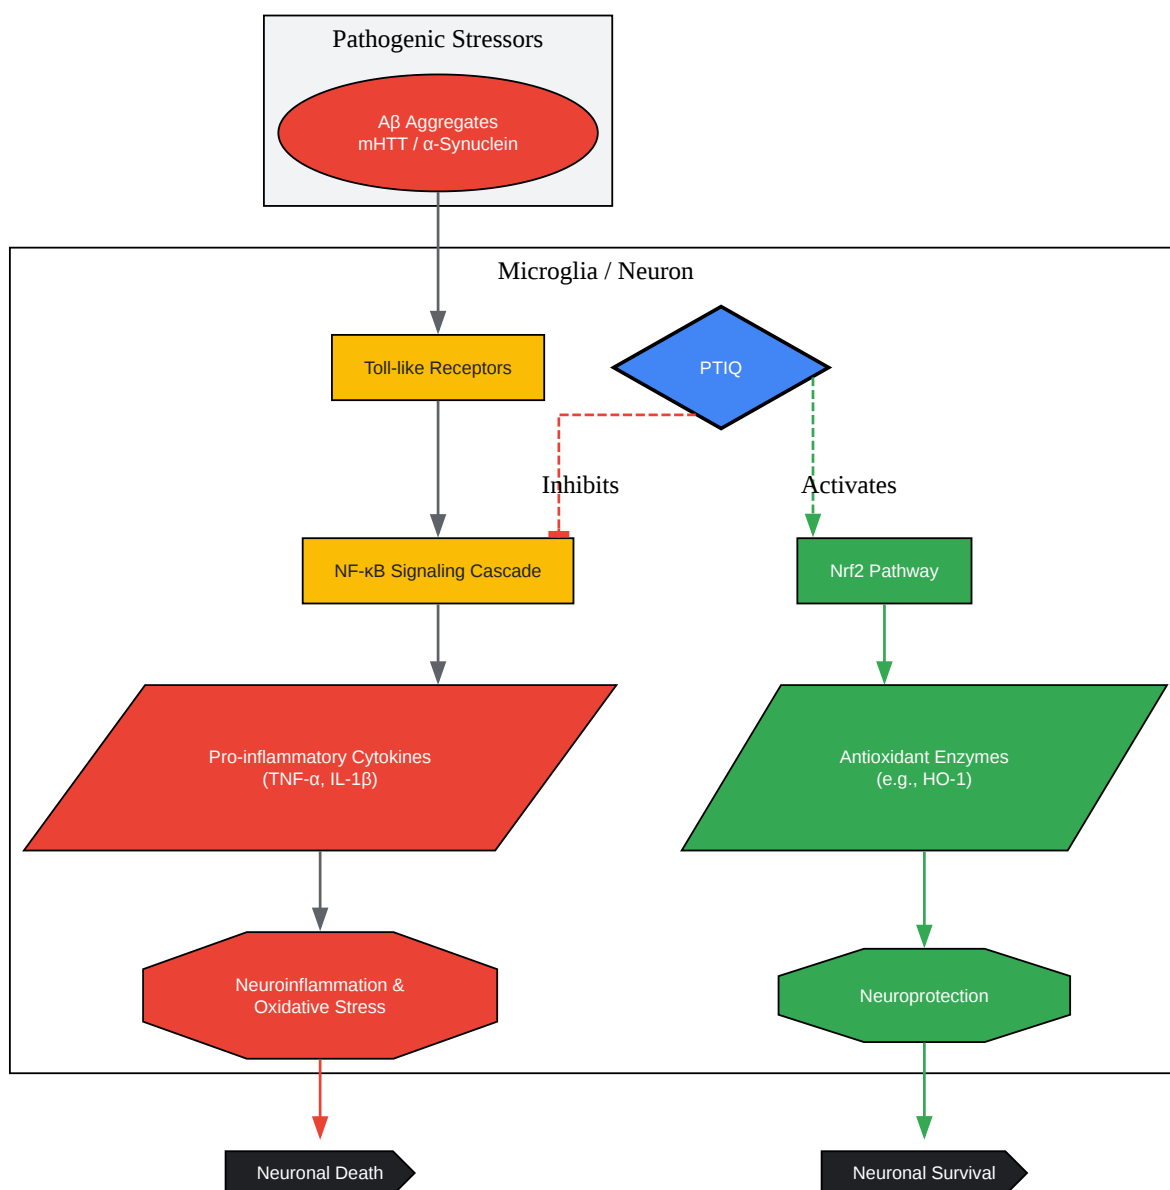 Pathogenic Stressors
Aβ Aggregates
mHTT / α-Synuclein
Microglia / Neuron
Toll-like Receptors
PTIQ
Inhibits
Activates
NF-κB Signaling Cascade
Nrf2 Pathway
Pro-inflammatory Cytokines
(TNF-α, IL-1β)
Antioxidant Enzymes
(e.g., HO-1)
Neuroinflammation &
Oxidative Stress
Neuroprotection
Neuronal Death
Neuronal Survival